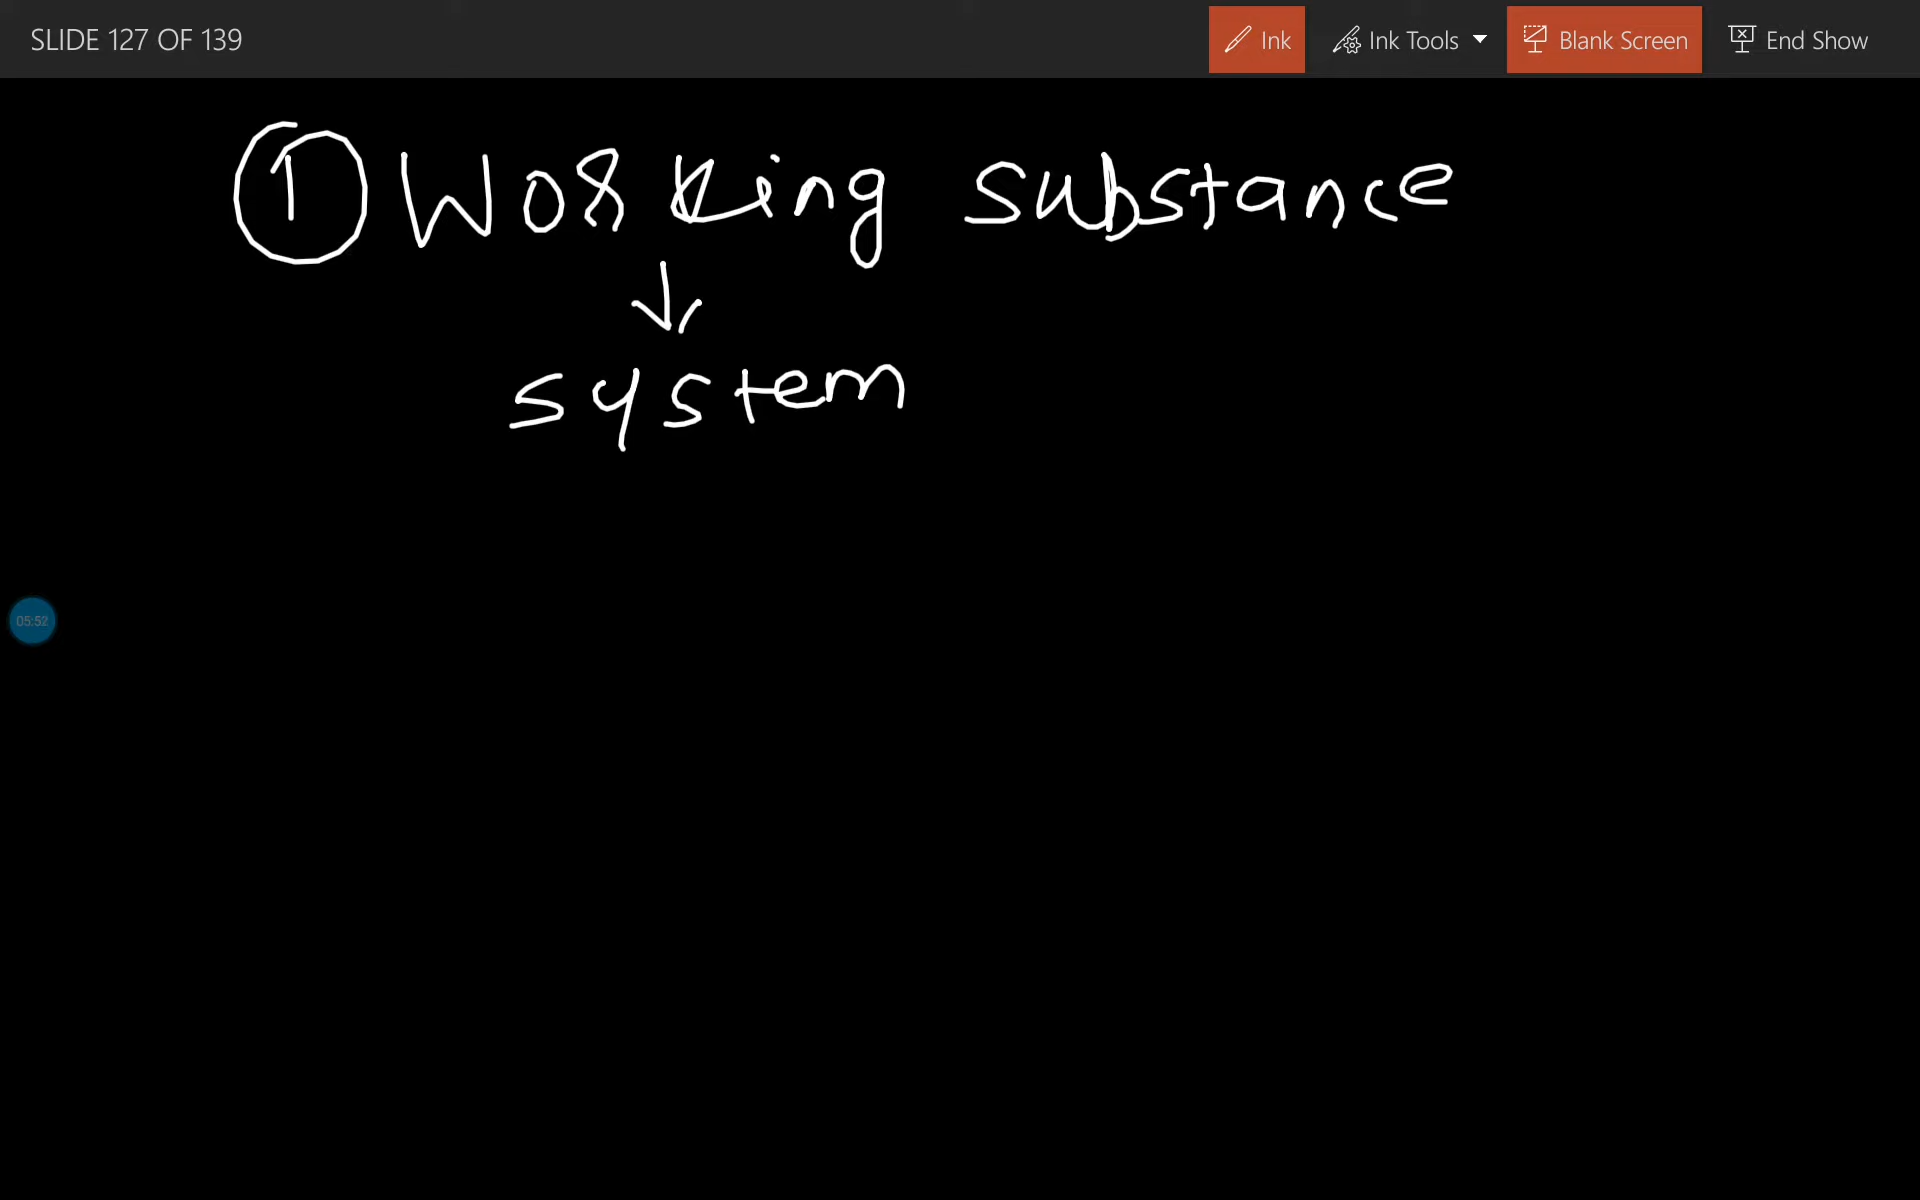 SLIDE 127 OF 139 Ink Ink Tools Blank Screen End Show
① Working substance
↓
system
05:52